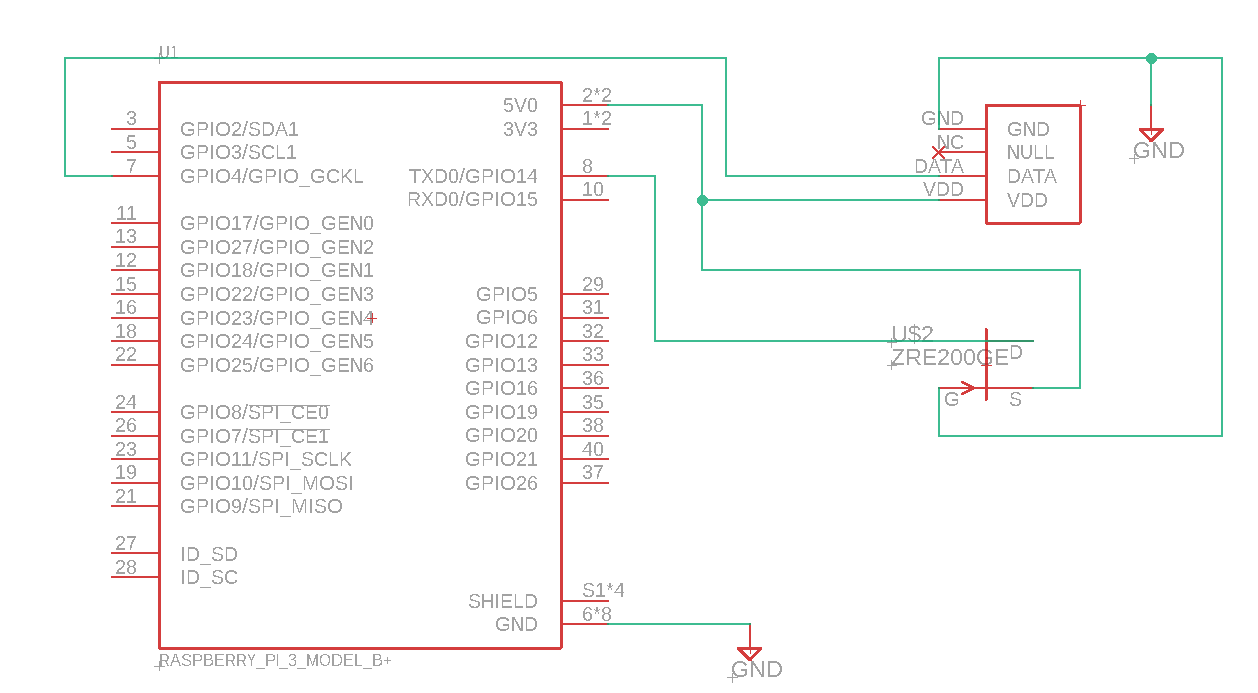 U1
5V0 2*2
3V3 1*2
3 GPIO2/SDA1
5 GPIO3/SCL1
7 GPIO4/GPIO_GCKL
TXD0/GPIO14 8
RXD0/GPIO15 10
11 GPIO17/GPIO_GEN0
13 GPIO27/GPIO_GEN2
12 GPIO18/GPIO_GEN1
15 GPIO22/GPIO_GEN3
16 GPIO23/GPIO_GEN4
18 GPIO24/GPIO_GEN5
22 GPIO25/GPIO_GEN6
GPIO5 29
GPIO6 31
GPIO12 32
GPIO13 33
GPIO16 36
GPIO19 35
GPIO20 38
GPIO21 40
GPIO26 37
24 GPIO8/SPI_CE0
26 GPIO7/SPI_CE1
23 GPIO11/SPI_SCLK
19 GPIO10/SPI_MOSI
21 GPIO9/SPI_MISO
27 ID_SD
28 ID_SC
SHIELD S1*4
GND 6*8
RASPBERRY_PI_3_MODEL_B+
GND
GND GND
NC NULL
DATA DATA
VDD VDD
GND
U$2
ZRE200GE
D
G S